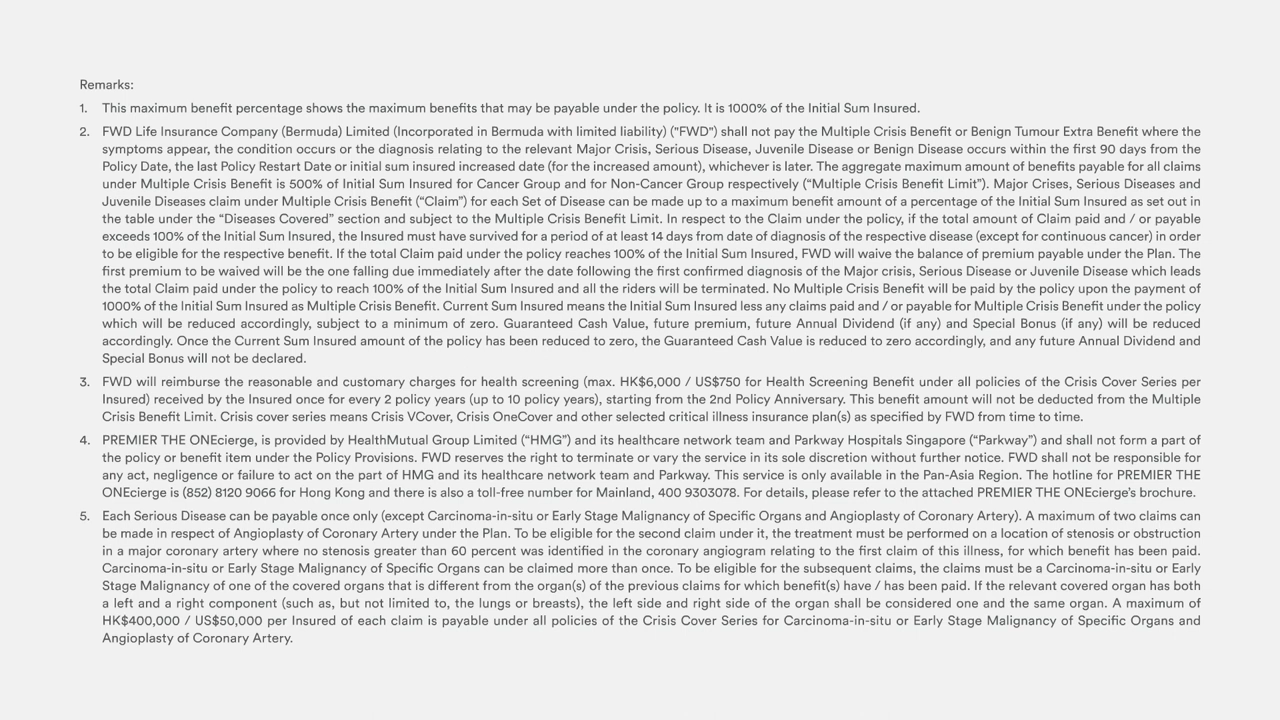 Remarks:
1. This maximum benefit percentage shows the maximum benefits that may be payable under the policy. It is 1000% of the Initial Sum Insured.
2. FWD Life Insurance Company (Bermuda) Limited (Incorporated in Bermuda with limited liability) ("FWD") shall not pay the Multiple Crisis Benefit or Benign Tumour Extra Benefit where the
symptoms appear, the condition occurs or the diagnosis relating to the relevant Major Crisis, Serious Disease, Juvenile Disease or Benign Disease occurs within the first 90 days from the
Policy Date, the last Policy Restart Date or initial sum insured increased date (for the increased amount), whichever is later. The aggregate maximum amount of benefits payable for all claims
under Multiple Crisis Benefit is 500% of Initial Sum Insured for Cancer Group and for Non-Cancer Group respectively (“Multiple Crisis Benefit Limit”). Major Crises, Serious Diseases and
Juvenile Diseases claim under Multiple Crisis Benefit (“Claim”) for each Set of Disease can be made up to a maximum benefit amount of a percentage of the Initial Sum Insured as set out in
the table under the “Diseases Covered” section and subject to the Multiple Crisis Benefit Limit. In respect to the Claim under the policy, if the total amount of Claim paid and / or payable
exceeds 100% of the Initial Sum Insured, the Insured must have survived for a period of at least 14 days from date of diagnosis of the respective disease (except for continuous cancer) in order
to be eligible for the respective benefit. If the total Claim paid under the policy reaches 100% of the Initial Sum Insured, FWD will waive the balance of premium payable under the Plan. The
first premium to be waived will be the one falling due immediately after the date following the first confirmed diagnosis of the Major crisis, Serious Disease or Juvenile Disease which leads
the total Claim paid under the policy to reach 100% of the Initial Sum Insured and all the riders will be terminated. No Multiple Crisis Benefit will be paid by the policy upon the payment of
1000% of the Initial Sum Insured as Multiple Crisis Benefit. Current Sum Insured means the Initial Sum Insured less any claims paid and / or payable for Multiple Crisis Benefit under the policy
which will be reduced accordingly, subject to a minimum of zero. Guaranteed Cash Value, future premium, future Annual Dividend (if any) and Special Bonus (if any) will be reduced
accordingly. Once the Current Sum Insured amount of the policy has been reduced to zero, the Guaranteed Cash Value is reduced to zero accordingly, and any future Annual Dividend and
Special Bonus will not be declared.
3. FWD will reimburse the reasonable and customary charges for health screening (max. HK$6,000 / US$750 for Health Screening Benefit under all policies of the Crisis Cover Series per
Insured) received by the Insured once for every 2 policy years (up to 10 policy years), starting from the 2nd Policy Anniversary. This benefit amount will not be deducted from the Multiple
Crisis Benefit Limit. Crisis cover series means Crisis VCover, Crisis OneCover and other selected critical illness insurance plan(s) as specified by FWD from time to time.
4. PREMIER THE ONEcierge, is provided by HealthMutual Group Limited (“HMG”) and its healthcare network team and Parkway Hospitals Singapore (“Parkway”) and shall not form a part of
the policy or benefit item under the Policy Provisions. FWD reserves the right to terminate or vary the service in its sole discretion without further notice. FWD shall not be responsible for
any act, negligence or failure to act on the part of HMG and its healthcare network team and Parkway. This service is only available in the Pan-Asia Region. The hotline for PREMIER THE
ONEcierge is (852) 8120 9066 for Hong Kong and there is also a toll-free number for Mainland, 400 9303078. For details, please refer to the attached PREMIER THE ONEcierge’s brochure.
5. Each Serious Disease can be payable once only (except Carcinoma-in-situ or Early Stage Malignancy of Specific Organs and Angioplasty of Coronary Artery). A maximum of two claims can
be made in respect of Angioplasty of Coronary Artery under the Plan. To be eligible for the second claim under it, the treatment must be performed on a location of stenosis or obstruction
in a major coronary artery where no stenosis greater than 60 percent was identified in the coronary angiogram relating to the first claim of this illness, for which benefit has been paid.
Carcinoma-in-situ or Early Stage Malignancy of Specific Organs can be claimed more than once. To be eligible for the subsequent claims, the claims must be a Carcinoma-in-situ or Early
Stage Malignancy of one of the covered organs that is different from the organ(s) of the previous claims for which benefit(s) have / has been paid. If the relevant covered organ has both
a left and a right component (such as, but not limited to, the lungs or breasts), the left side and right side of the organ shall be considered one and the same organ. A maximum of
HK$400,000 / US$50,000 per Insured of each claim is payable under all policies of the Crisis Cover Series for Carcinoma-in-situ or Early Stage Malignancy of Specific Organs and
Angioplasty of Coronary Artery.